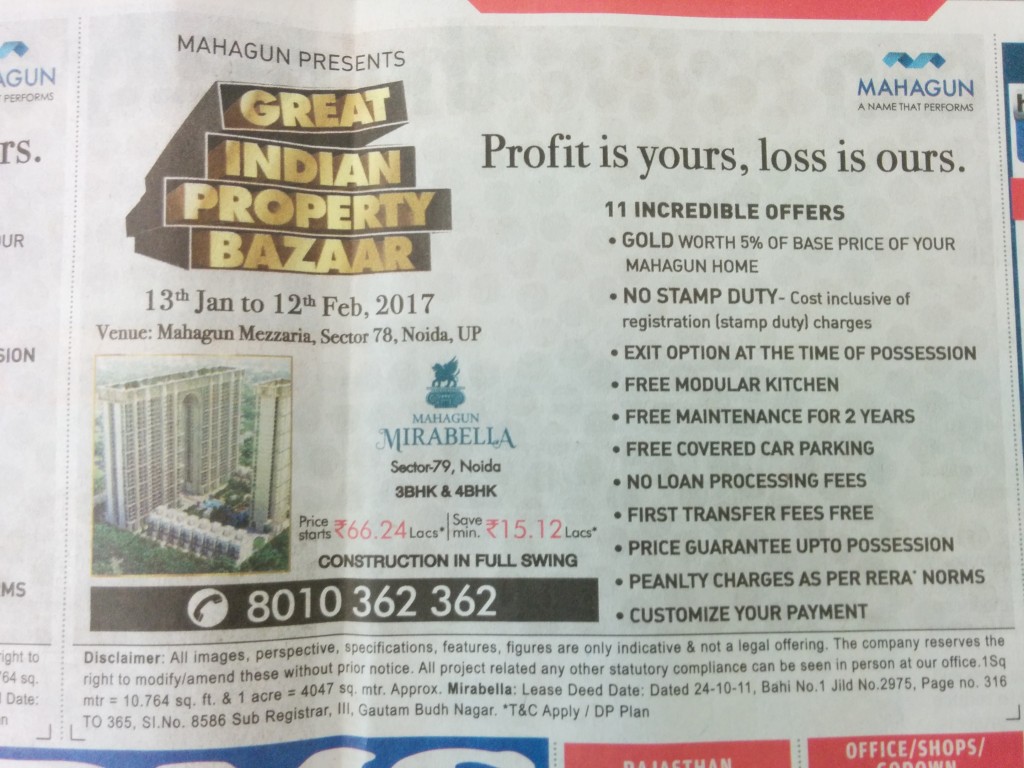 MAHAGUN PRESENTS
GREAT
INDIAN
PROPERTY
BAZAAR
13th Jan to 12th Feb, 2017
Venue: Mahagun Mezzaria, Sector 78, Noida, UP
MAHAGUN
MIRABELLA
Sector-79, Noida
3BHK & 4BHK
Price starts ₹66.24 Lacs* | Save min. ₹15.12 Lacs*
CONSTRUCTION IN FULL SWING
8010 362 362
MAHAGUN
A NAME THAT PERFORMS
Profit is yours, loss is ours.
11 INCREDIBLE OFFERS
• GOLD WORTH 5% OF BASE PRICE OF YOUR
MAHAGUN HOME
• NO STAMP DUTY- Cost inclusive of
registration (stamp duty) charges
• EXIT OPTION AT THE TIME OF POSSESSION
• FREE MODULAR KITCHEN
• FREE MAINTENANCE FOR 2 YEARS
• FREE COVERED CAR PARKING
• NO LOAN PROCESSING FEES
• FIRST TRANSFER FEES FREE
• PRICE GUARANTEE UPTO POSSESSION
• PEANLTY CHARGES AS PER RERA* NORMS
• CUSTOMIZE YOUR PAYMENT
Disclaimer: All images, perspective, specifications, features, figures are only indicative & not a legal offering. The company reserves the
right to modify/amend these without prior notice. All project related any other statutory compliance can be seen in person at our office.1Sq
mtr = 10.764 sq. ft. & 1 acre = 4047 sq. mtr. Approx. Mirabella: Lease Deed Date: Dated 24-10-11, Bahi No.1 Jild No.2975, Page no. 316
TO 365, SI.No. 8586 Sub Registrar, III, Gautam Budh Nagar. *T&C Apply / DP Plan
AGUN
PERFORMS
rs.
UR
SION
MS
right to
764 sq.
Date:
n
RAJASTHAN
OFFICE/SHOPS/
GODOWN